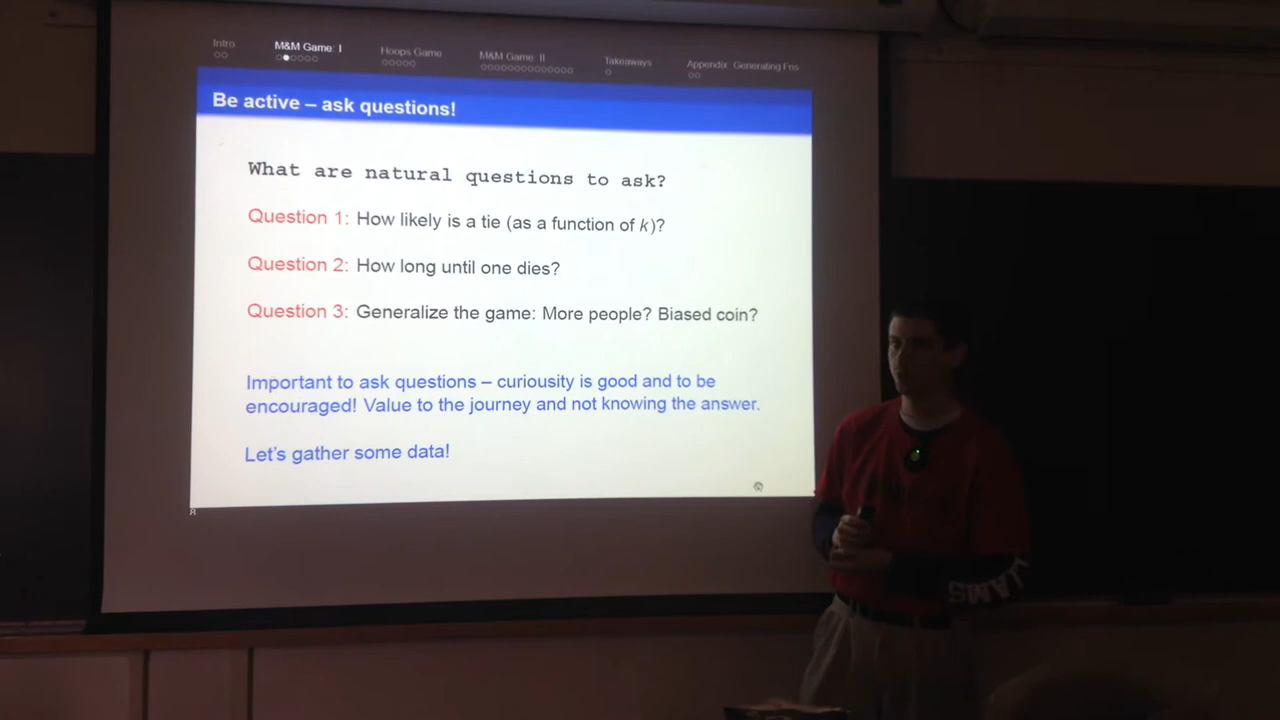 Intro
M&M Game: I
Hoops Game
M&M Game: II
Takeaways
Appendix: Generating Fns
Be active – ask questions!
What are natural questions to ask?
Question 1: How likely is a tie (as a function of k)?
Question 2: How long until one dies?
Question 3: Generalize the game: More people? Biased coin?
Important to ask questions – curiousity is good and to be
encouraged! Value to the journey and not knowing the answer.
Let's gather some data!
8